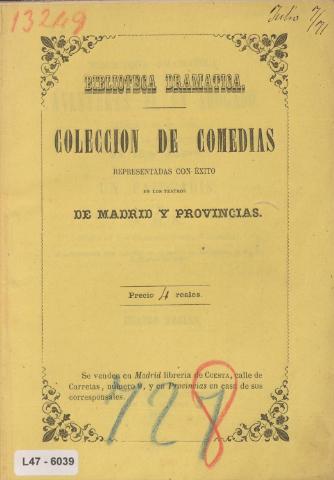 13249
Julio 7/71
BIBLIOTECA DRAMATICA.
COLECCION DE COMEDIAS
REPRESENTADAS CON ÉXITO
EN LOS TEATROS
DE MADRID Y PROVINCIAS.
Precio 4 reales.
Se venden en Madrid librería de CUESTA, calle de
Carretas, número 9, y en Provincias en casa de sus
corresponsales.
728
L47 - 6039